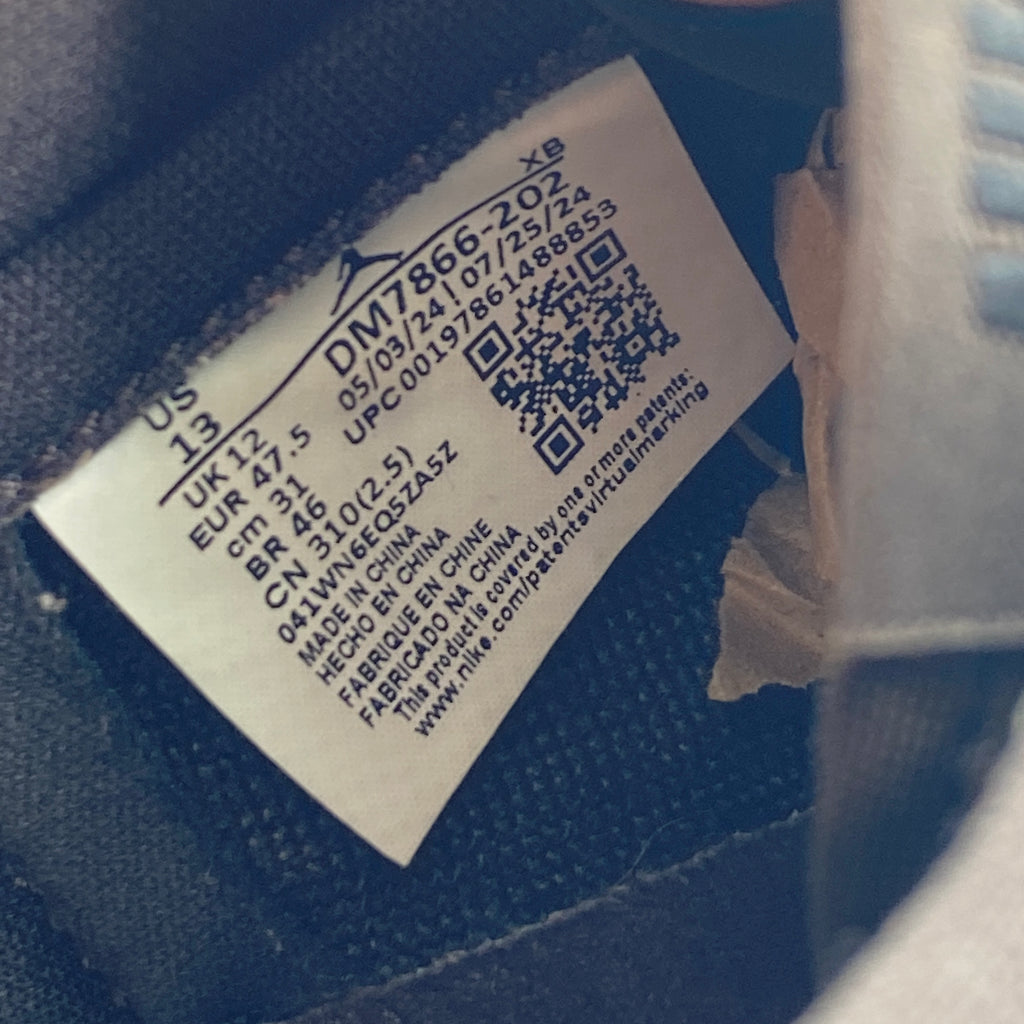 US
13
XB
DM7866-202
05/03/24 | 07/25/24
UPC 00197861488853
UK 12
EUR 47.5
cm 31
BR 46
CN 310(2.5)
041WN6EQ5ZA5Z
MADE IN CHINA
HECHO EN CHINA
FABRIQUE EN CHINE
FABRICADO NA CHINA
This product is covered by one or more patents:
www.nike.com/patentsvirtualmarking